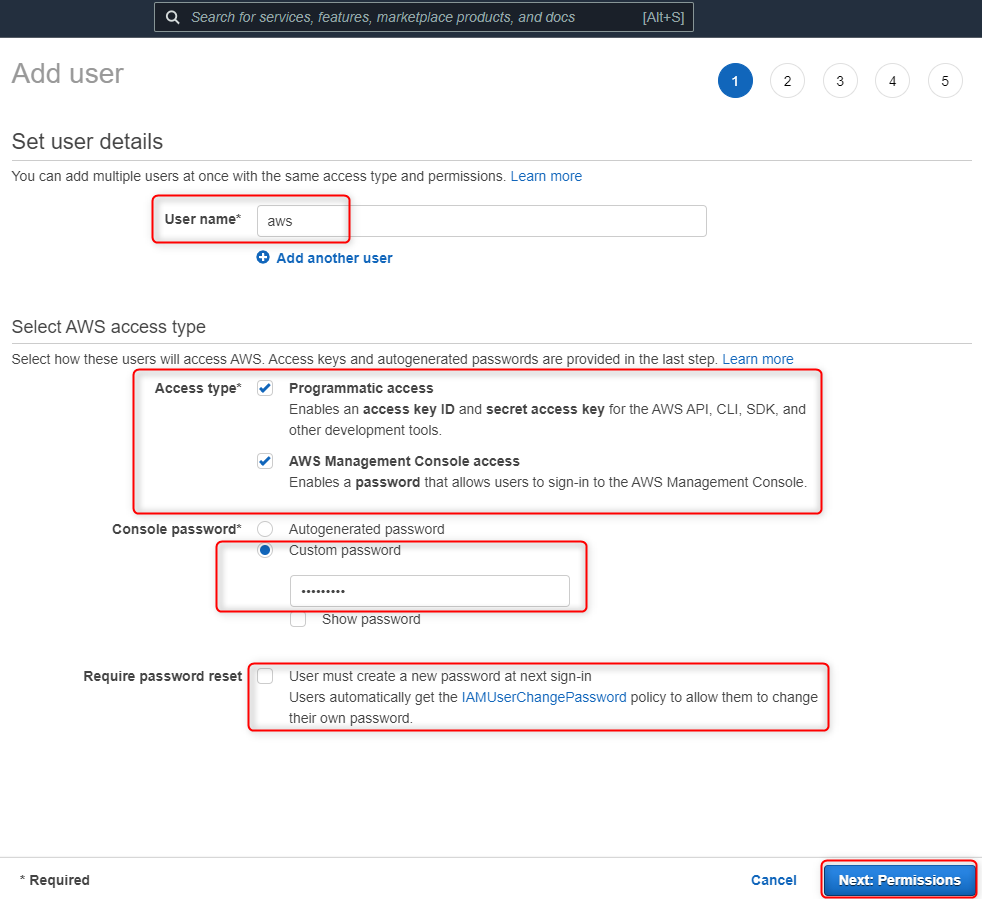 Search for services, features, marketplace products, and docs [Alt+S]
Add user
1 2 3 4 5
Set user details
You can add multiple users at once with the same access type and permissions. Learn more
User name* aws
Add another user
Select AWS access type
Select how these users will access AWS. Access keys and autogenerated passwords are provided in the last step. Learn more
Access type* Programmatic access
Enables an access key ID and secret access key for the AWS API, CLI, SDK, and
other development tools.
AWS Management Console access
Enables a password that allows users to sign-in to the AWS Management Console.
Console password* Autogenerated password
Custom password
•••••••••
Show password
Require password reset User must create a new password at next sign-in
Users automatically get the IAMUserChangePassword policy to allow them to change
their own password.
* Required Cancel Next: Permissions